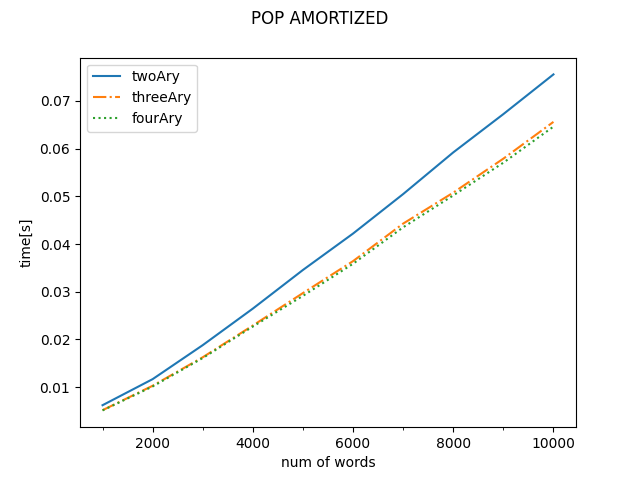 POP AMORTIZED
twoAry
threeAry
fourAry
0.07
0.06
0.05
0.04
0.03
0.02
0.01
time[s]
2000 4000 6000 8000 10000
num of words